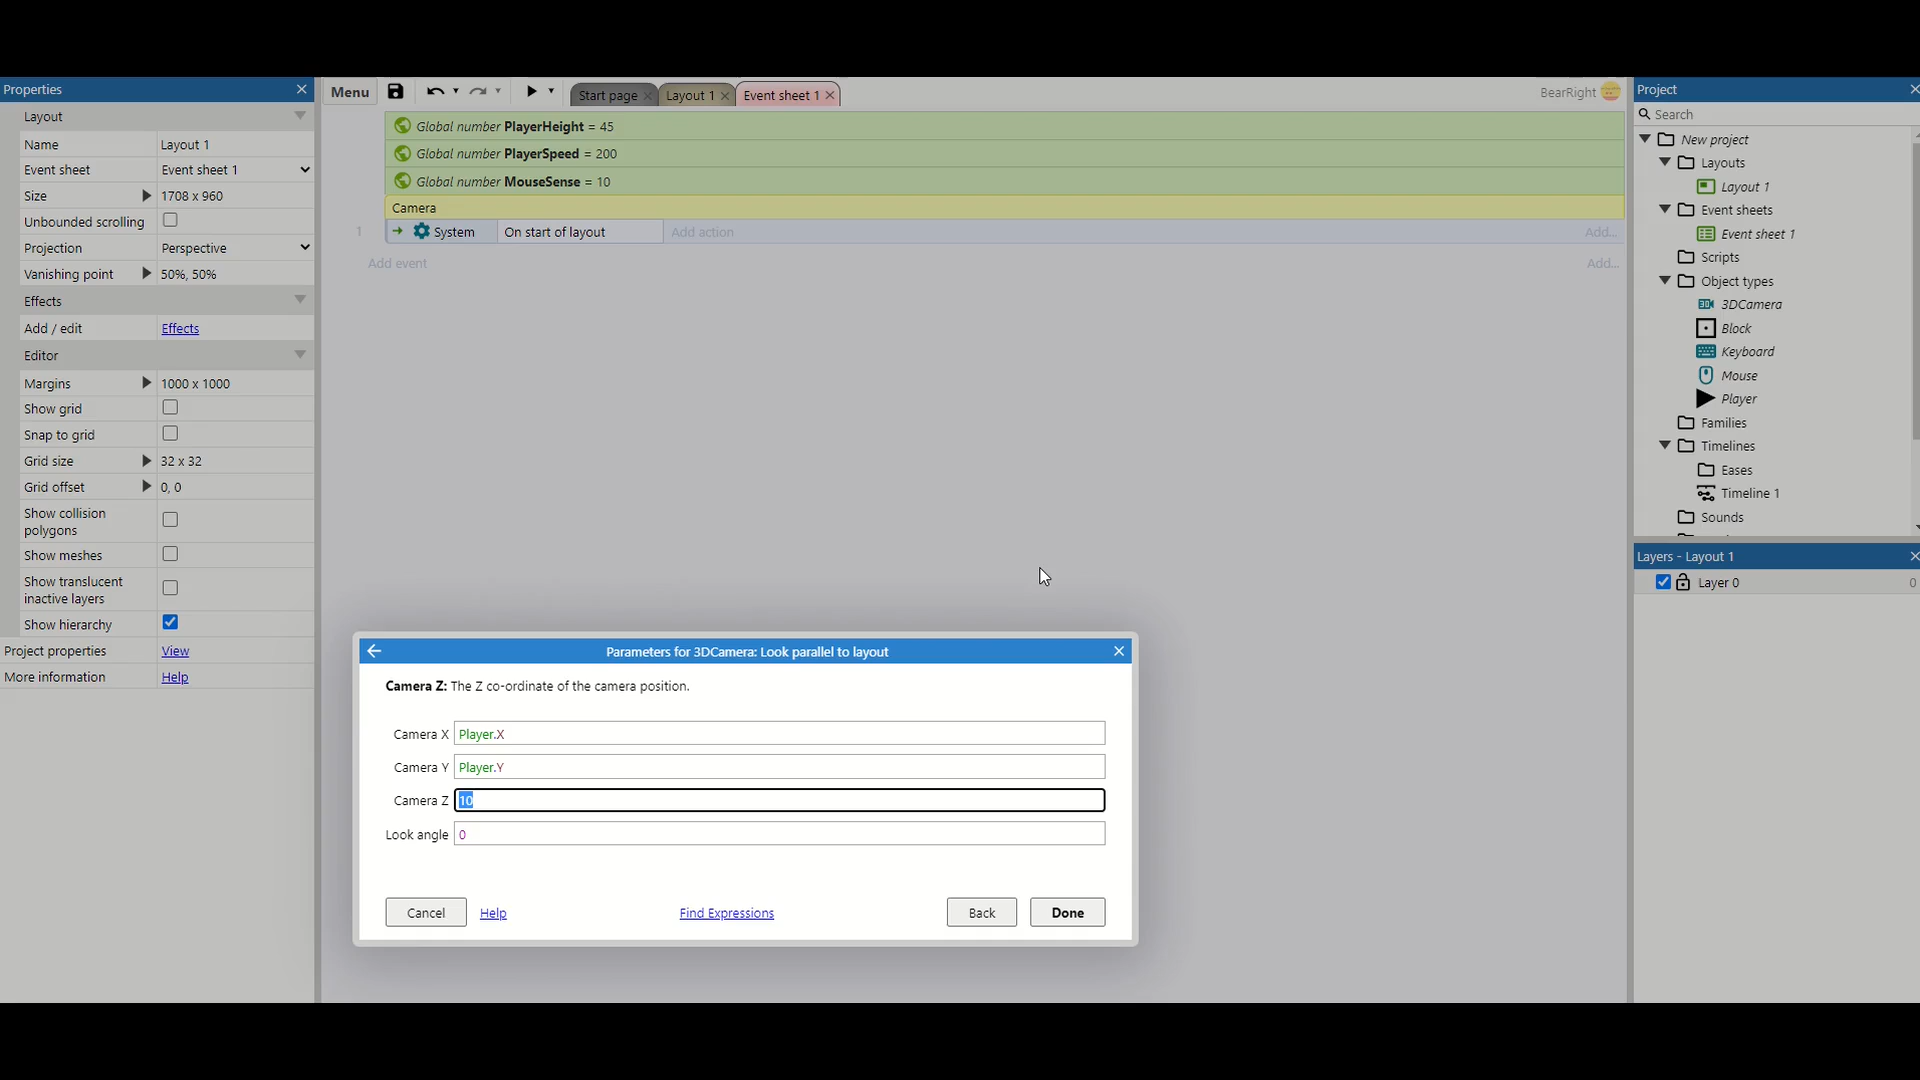 Properties
Layout
Name Layout 1
Event sheet Event sheet 1
Size 1708 x 960
Unbounded scrolling
Projection Perspective
Vanishing point 50%, 50%
Effects
Add / edit Effects
Editor
Margins 1000 x 1000
Show grid
Snap to grid
Grid size 32 x 32
Grid offset 0, 0
Show collision
polygons
Show meshes
Show translucent
inactive layers
Show hierarchy
Project properties View
More information Help
Menu
Start page Layout 1 Event sheet 1
BearRight
Global number PlayerHeight = 45
Global number PlayerSpeed = 200
Global number MouseSense = 10
Camera
1 System On start of layout Add action Add...
Add event Add...
Parameters for 3DCamera: Look parallel to layout
Camera Z: The Z co-ordinate of the camera position.
Camera X Player.X
Camera Y Player.Y
Camera Z 10
Look angle 0
Cancel Help Find Expressions Back Done
Project
Search
New project
Layouts
Layout 1
Event sheets
Event sheet 1
Scripts
Object types
3DCamera
Block
Keyboard
Mouse
Player
Families
Timelines
Eases
Timeline 1
Sounds
Layers - Layout 1
Layer 0 0